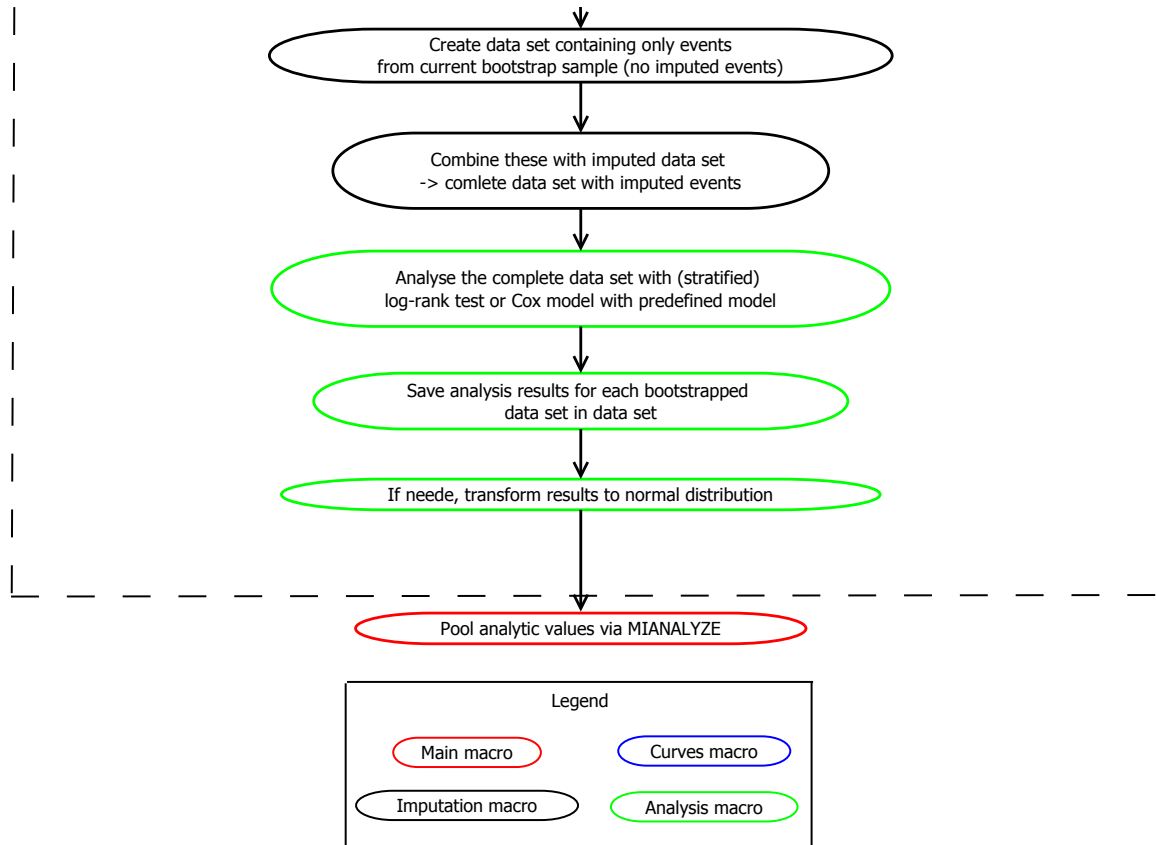 Create data set containing only events
from current bootstrap sample (no imputed events)
Combine these with imputed data set
-> comlete data set with imputed events
Analyse the complete data set with (stratified)
log-rank test or Cox model with predefined model
Save analysis results for each bootstrapped
data set in data set
If neede, transform results to normal distribution
Pool analytic values via MIANALYZE
Legend
Main macro
Curves macro
Imputation macro
Analysis macro